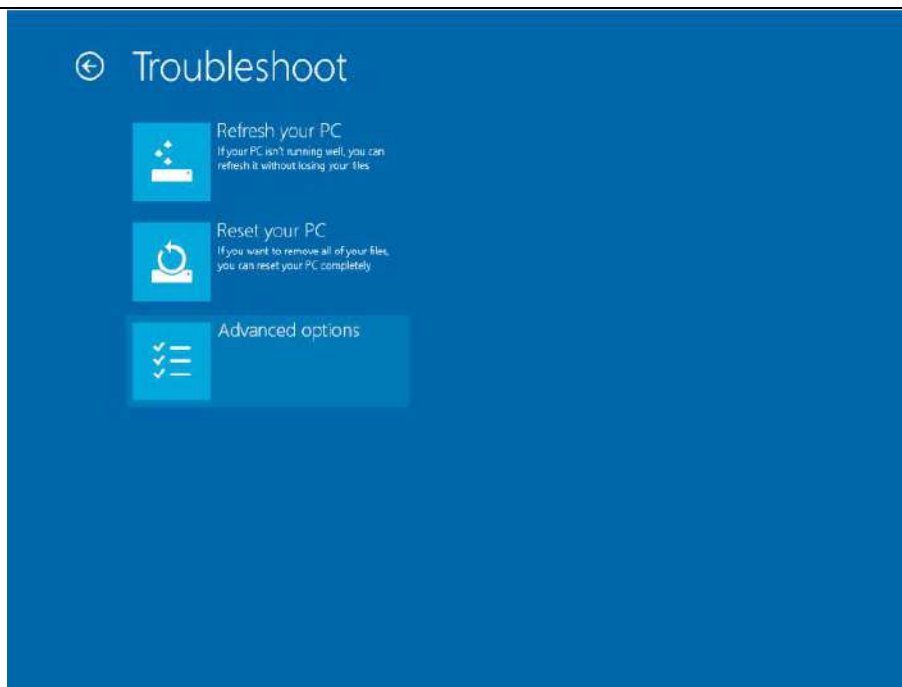 Troubleshoot
Refresh your PC
If your PC isn't running well, you can
refresh it without losing your files
Reset your PC
If you want to remove all of your files,
you can reset your PC completely
Advanced options